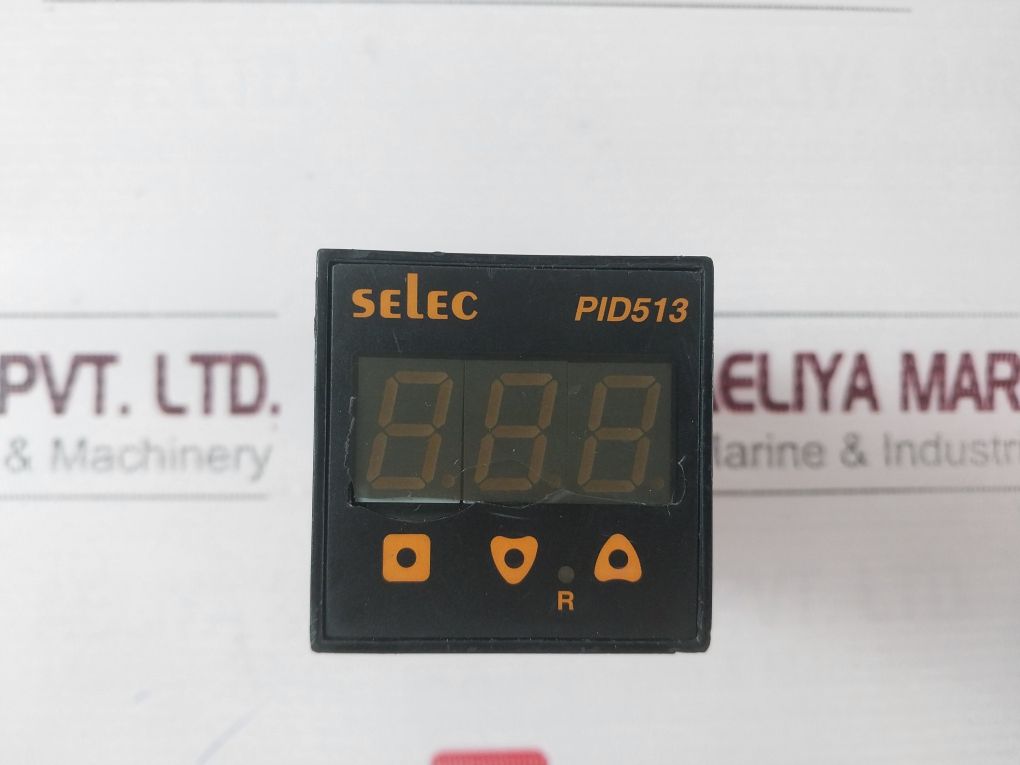 SELEC PID513
PVT. LTD. AELIYA MAR
& Machinery Marine & Industri
R